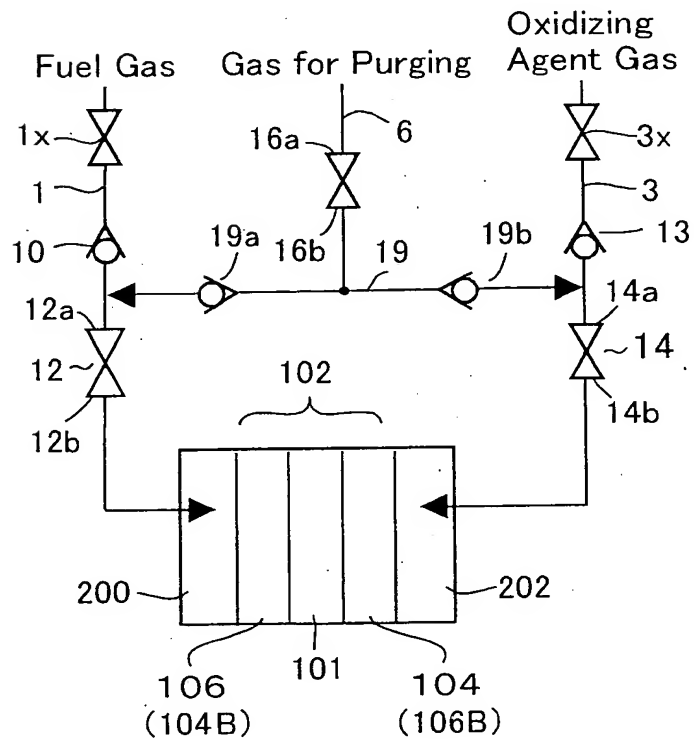 Oxidizing
Fuel Gas Gas for Purging Agent Gas
1x 16a 6 3x
1 3
10 19a 16b 19 19b 13
12a 14a
12 102 14
12b 14b
200 101 202
106 104
(104B) (106B)